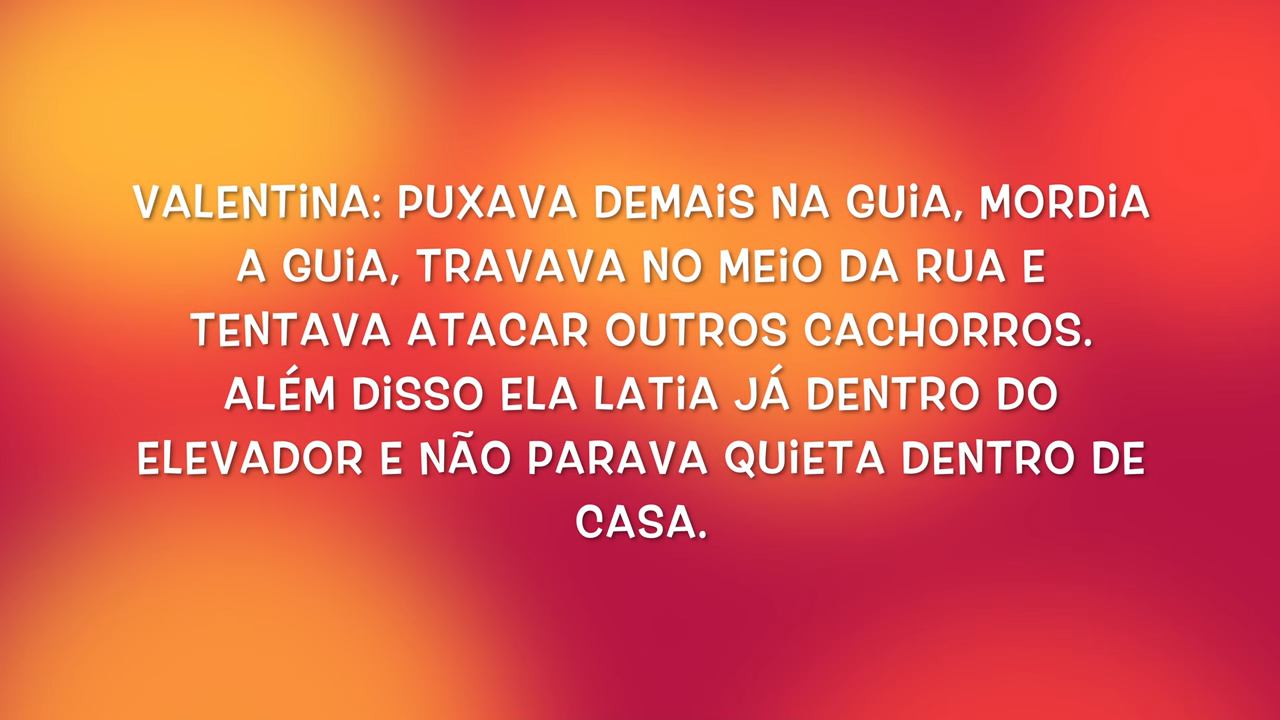 VALENTINA: PUXAVA DEMAIS NA GUIA, MORDIA
A GUIA, TRAVAVA NO MEIO DA RUA E
TENTAVA ATACAR OUTROS CACHORROS.
ALÉM DISSO ELA LATIA JÁ DENTRO DO
ELEVADOR E NÃO PARAVA QUIETA DENTRO DE
CASA.